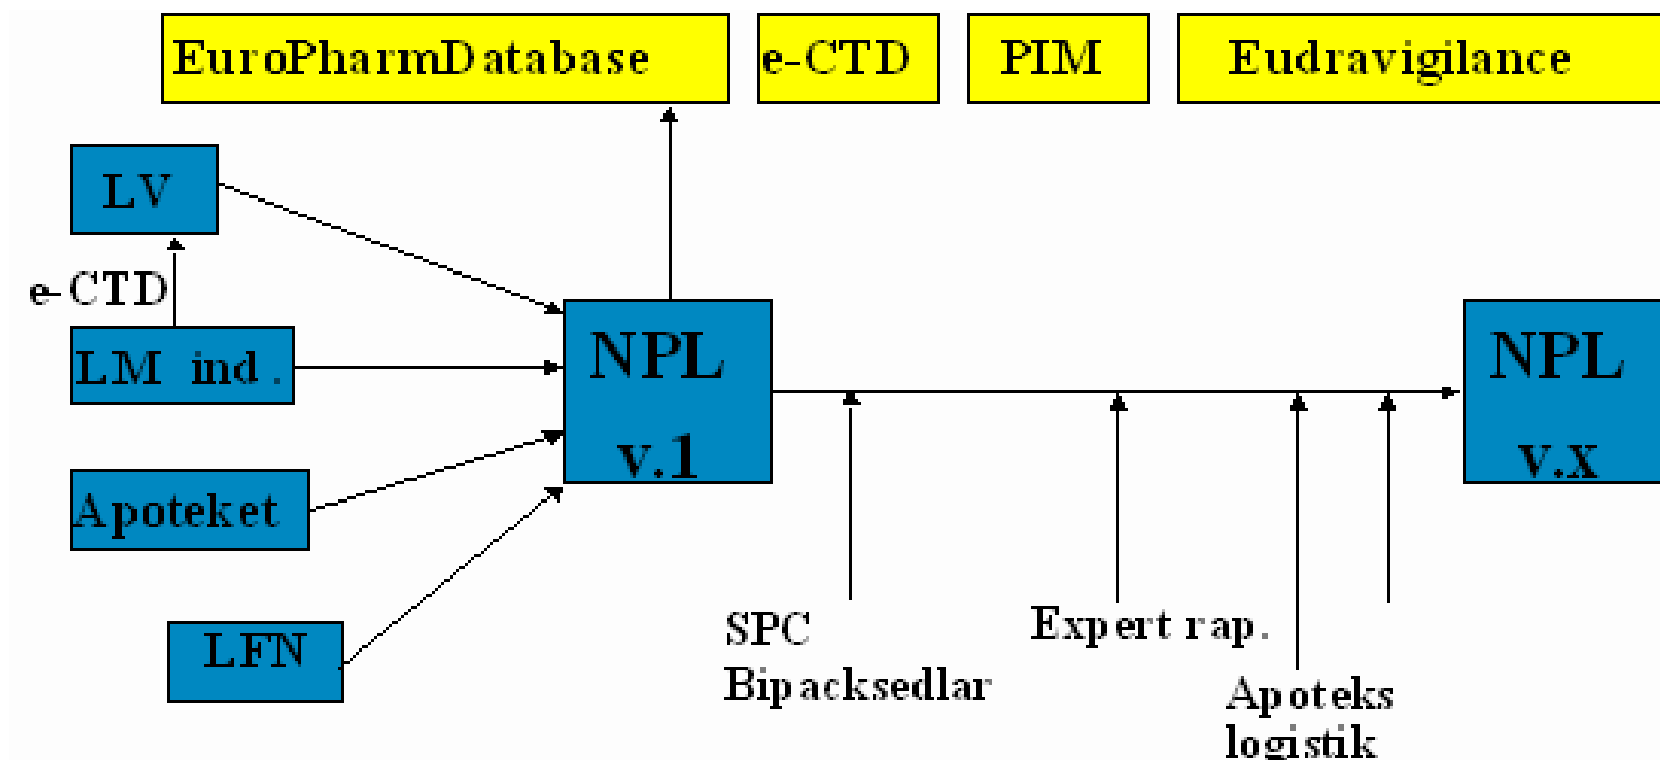 EuroPharmDatabase
e-CTD
PIM
Eudravigilance
LV
e-CTD
LM ind.
NPL
v.1
NPL
v.x
Apoteket
LFN
SPC
Bipacksedlar
Expert rap.
Apoteks
logistik